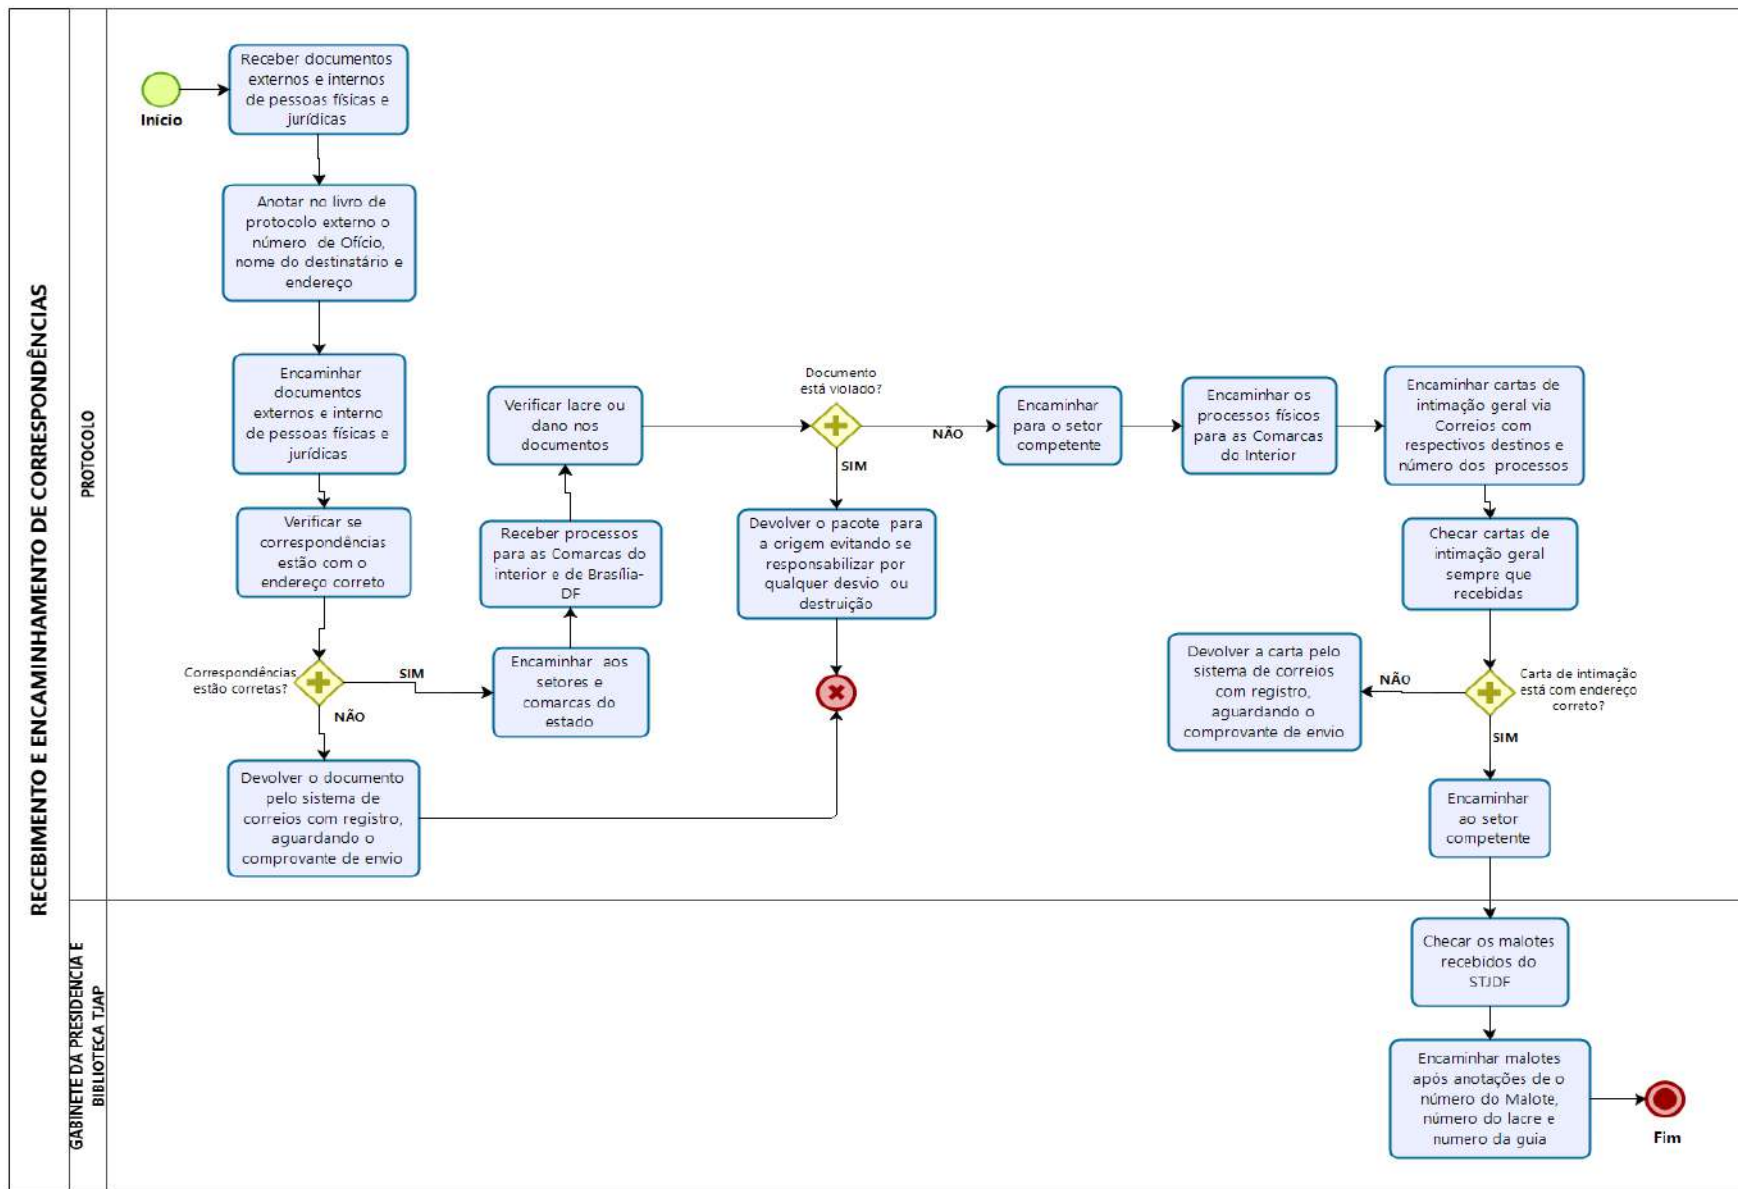 RECEBIMENTO E ENCAMINHAMENTO DE CORRESPONDÊNCIAS
PROTOCOLO
Início
Receber documentos
externos e internos
de pessoas físicas e
jurídicas
Anotar no livro de
protocolo externo o
número de Ofício,
nome do destinatário e
endereço
Encaminhar
documentos
externos e interno
de pessoas físicas e
jurídicas
Verificar se
correspondências
estão com o
endereço correto
Correspondências
estão corretas?
SIM
NÃO
Devolver o documento
pelo sistema de
correios com registro,
aguardando o
comprovante de envio
Encaminhar aos
setores e
comarcas do
estado
Receber processos
para as Comarcas do
interior e de Brasília-
DF
Verificar lacre ou
dano nos
documentos
Documento
está violado?
NÃO
SIM
Devolver o pacote para
a origem evitando se
responsabilizar por
qualquer desvio ou
destruição
Encaminhar
para o setor
competente
Encaminhar os
processos físicos
para as Comarcas
do Interior
Encaminhar cartas de
intimação geral via
Correios com
respectivos destinos e
número dos processos
Checar cartas de
intimação geral
sempre que
recebidas
Carta de intimação
está com endereço
correto?
NÃO
SIM
Devolver a carta pelo
sistema de correios
com registro,
aguardando o
comprovante de envio
Encaminhar
ao setor
competente
GABINETE DA PRESIDENCIA E
BIBLIOTECA TJAP
Checar os malotes
recebidos do
STJDF
Encaminhar malotes
após anotações de o
número do Malote,
número do lacre e
numero da guia
Fim